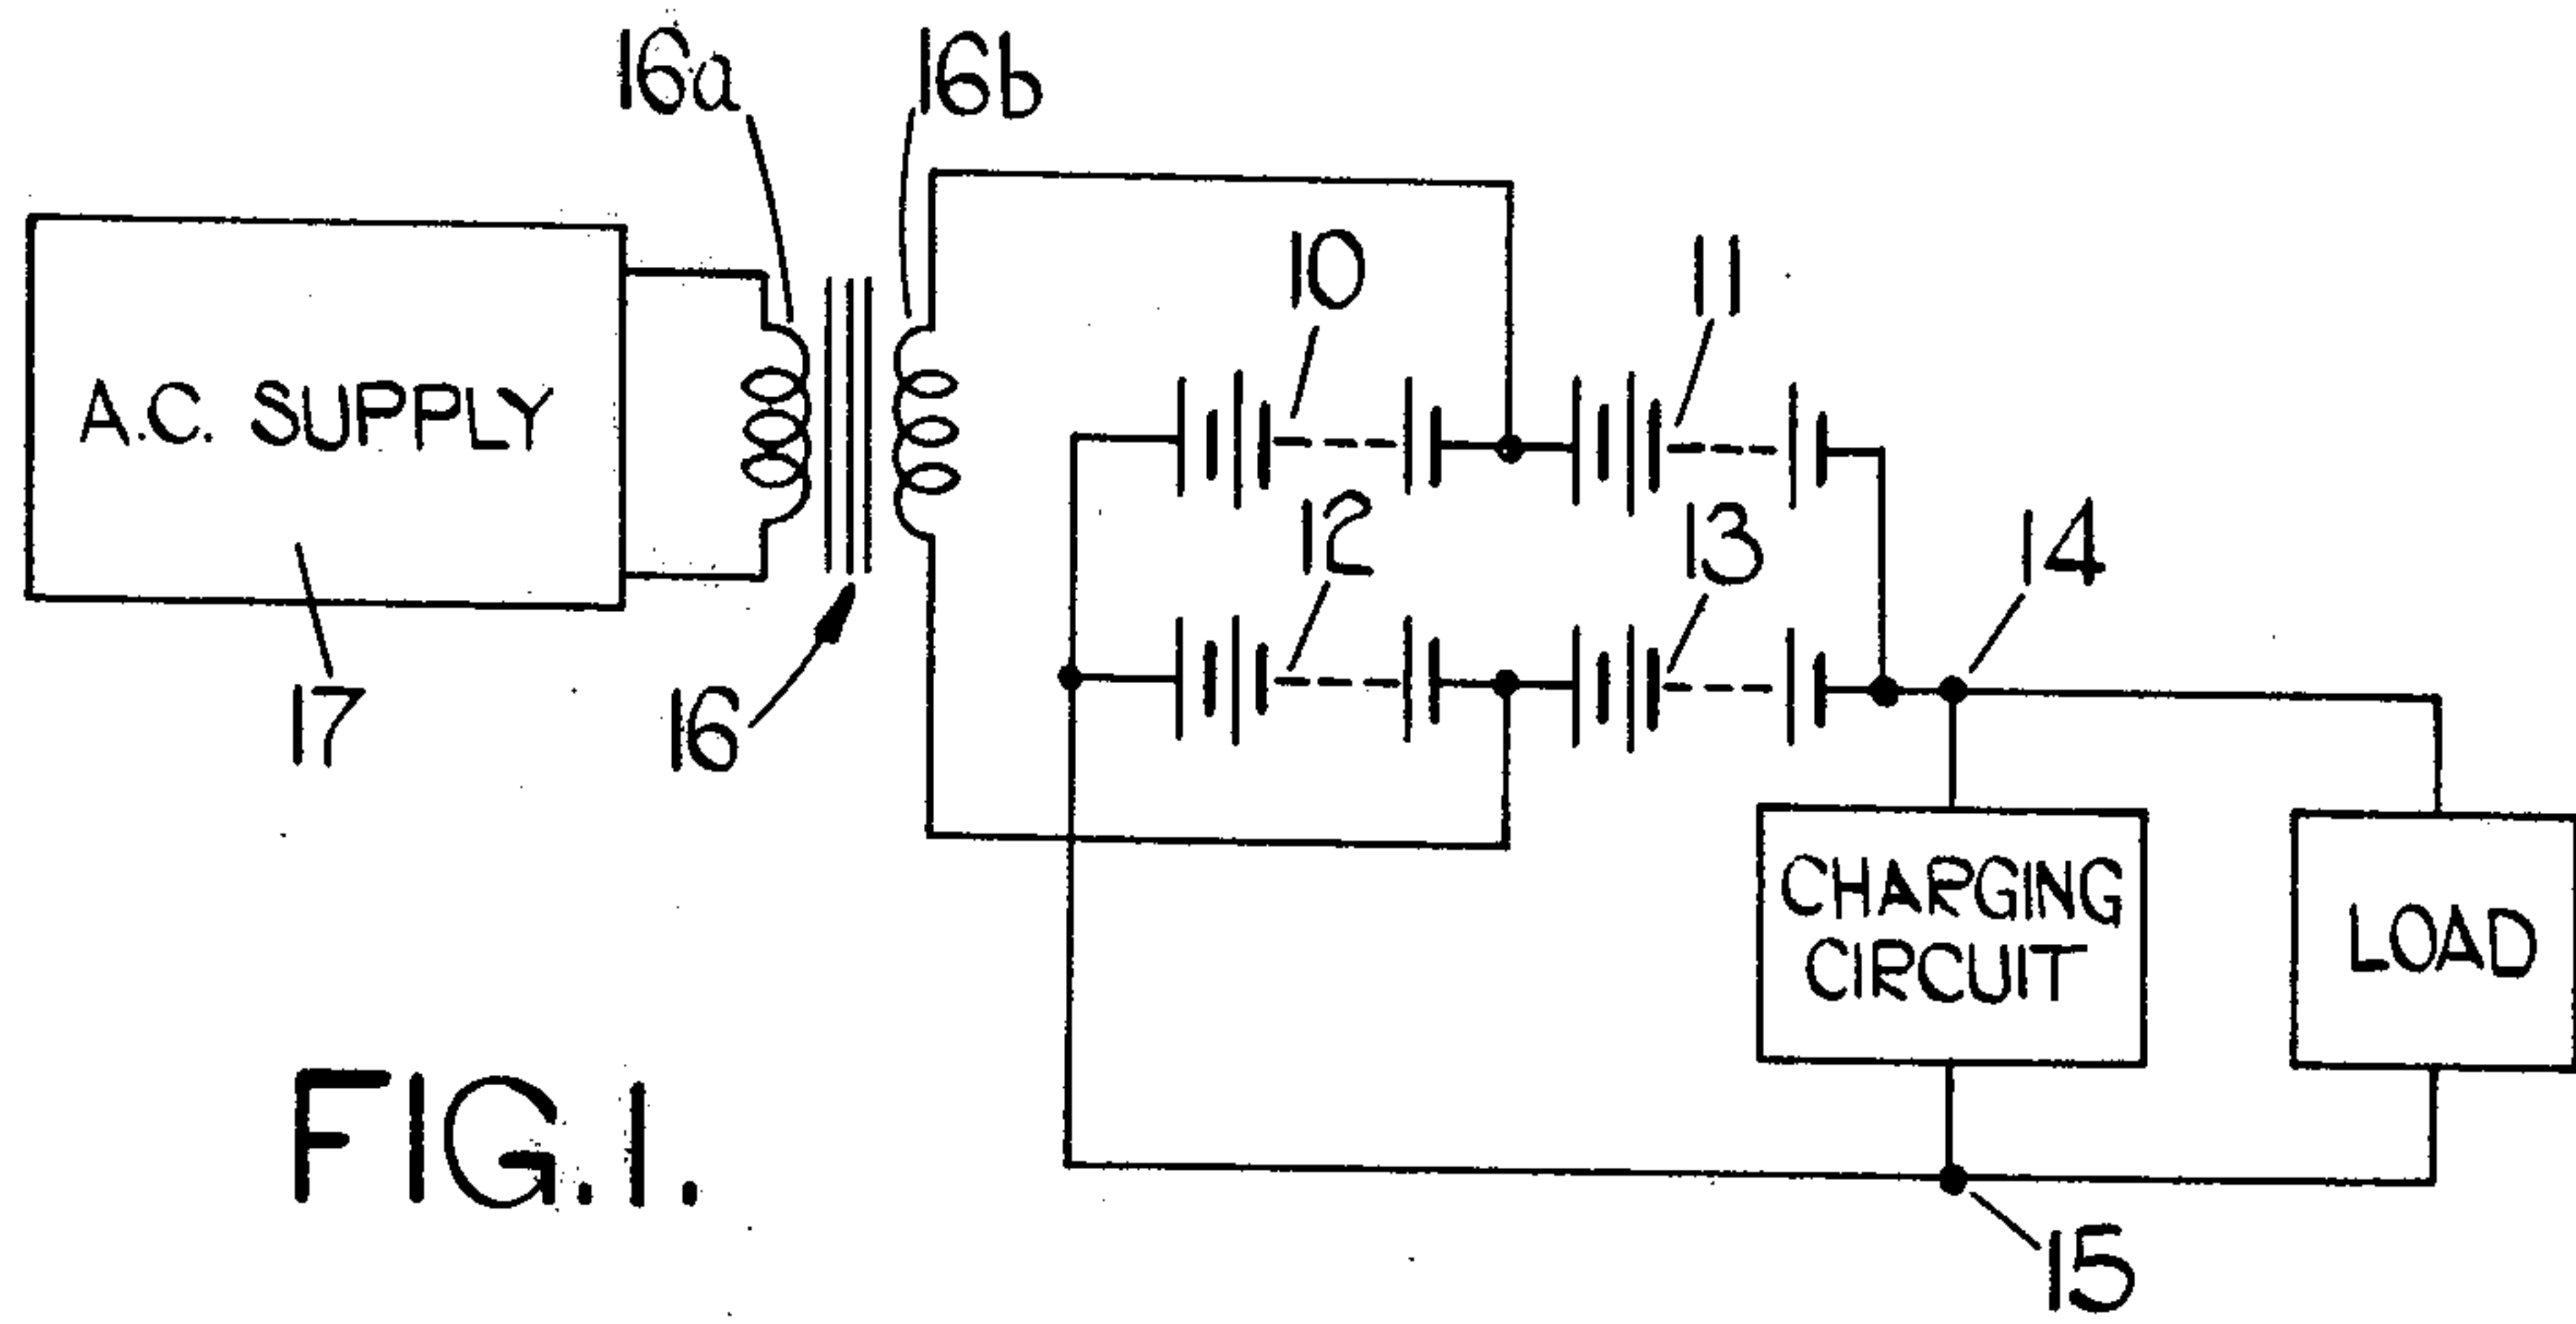 16a
16b
10
11
A.C. SUPPLY
12
13
14
17
16
CHARGING
CIRCUIT
LOAD
FIG.1.
15